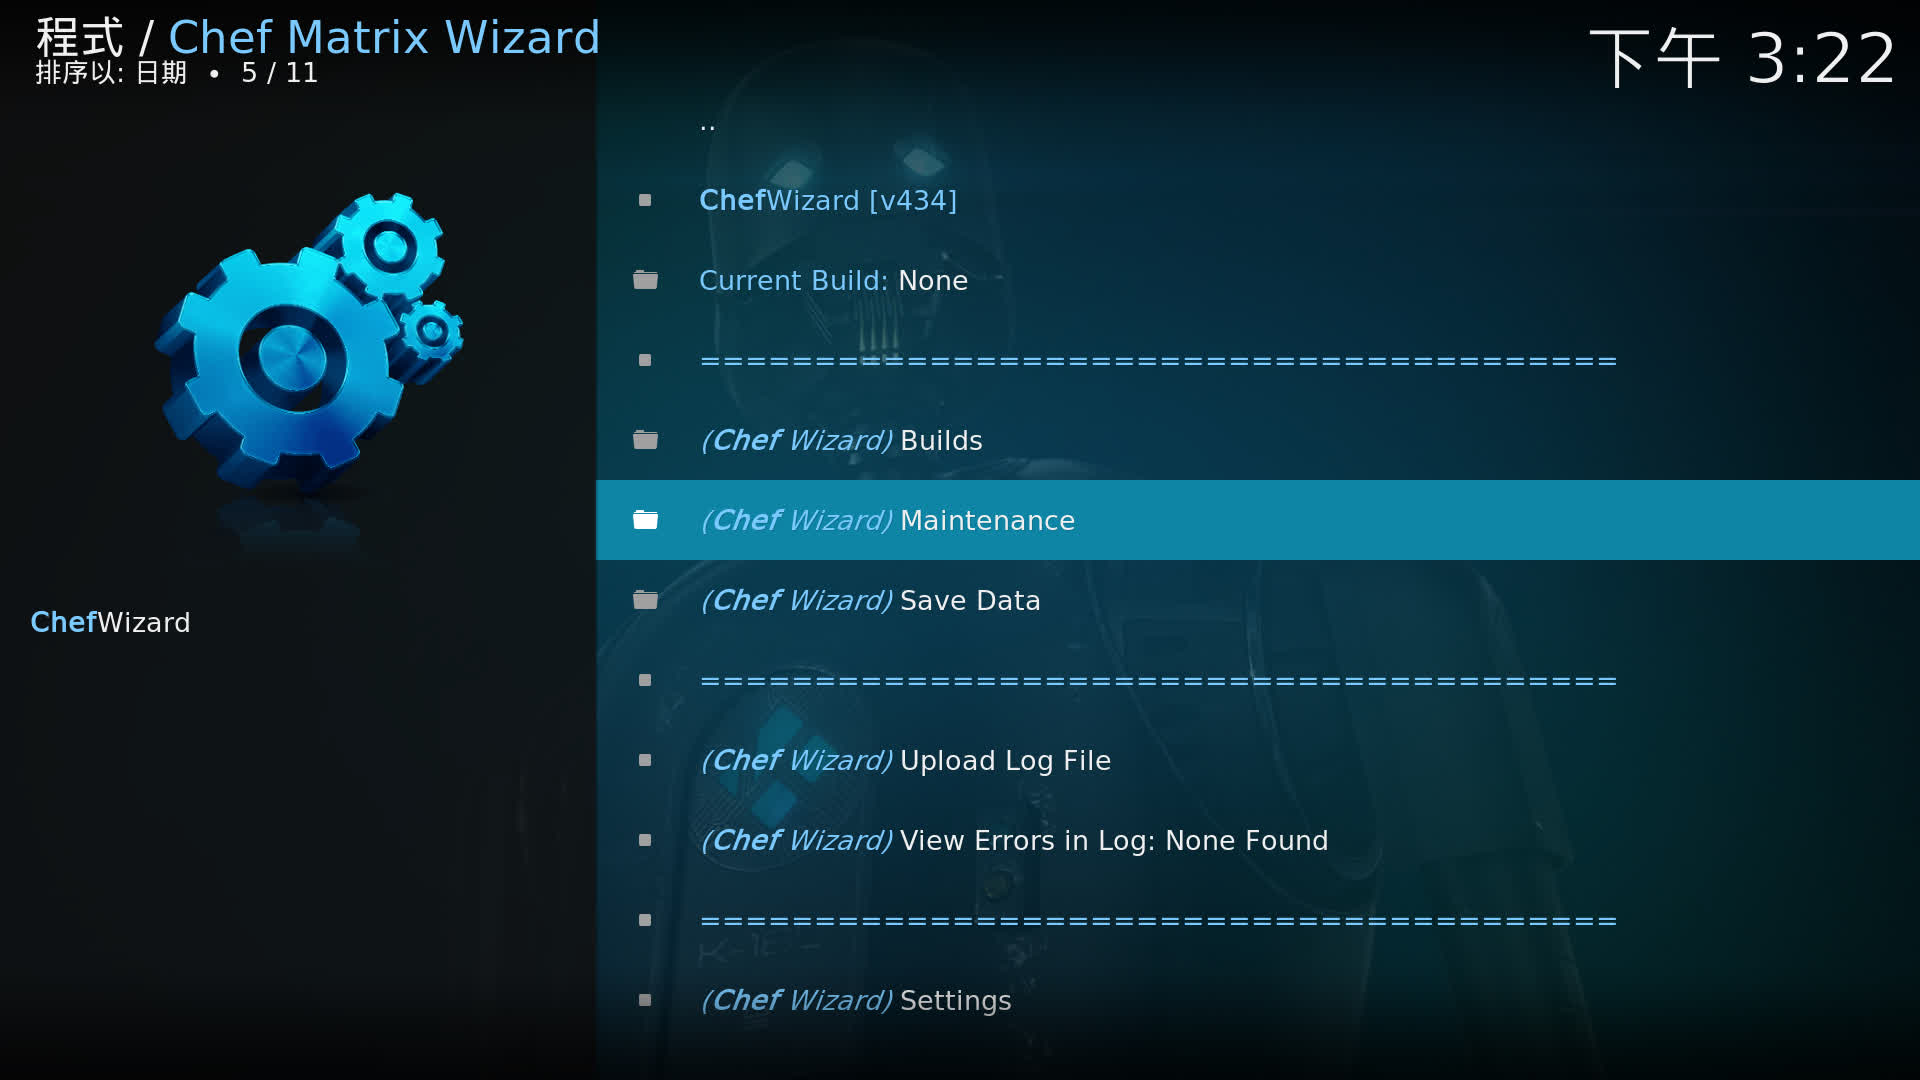 程式 / Chef Matrix Wizard
排序以: 日期 • 5 / 11
下午 3:22
..
ChefWizard [v434]
Current Build: None
========================================
(Chef Wizard) Builds
(Chef Wizard) Maintenance
(Chef Wizard) Save Data
========================================
(Chef Wizard) Upload Log File
(Chef Wizard) View Errors in Log: None Found
========================================
(Chef Wizard) Settings
ChefWizard